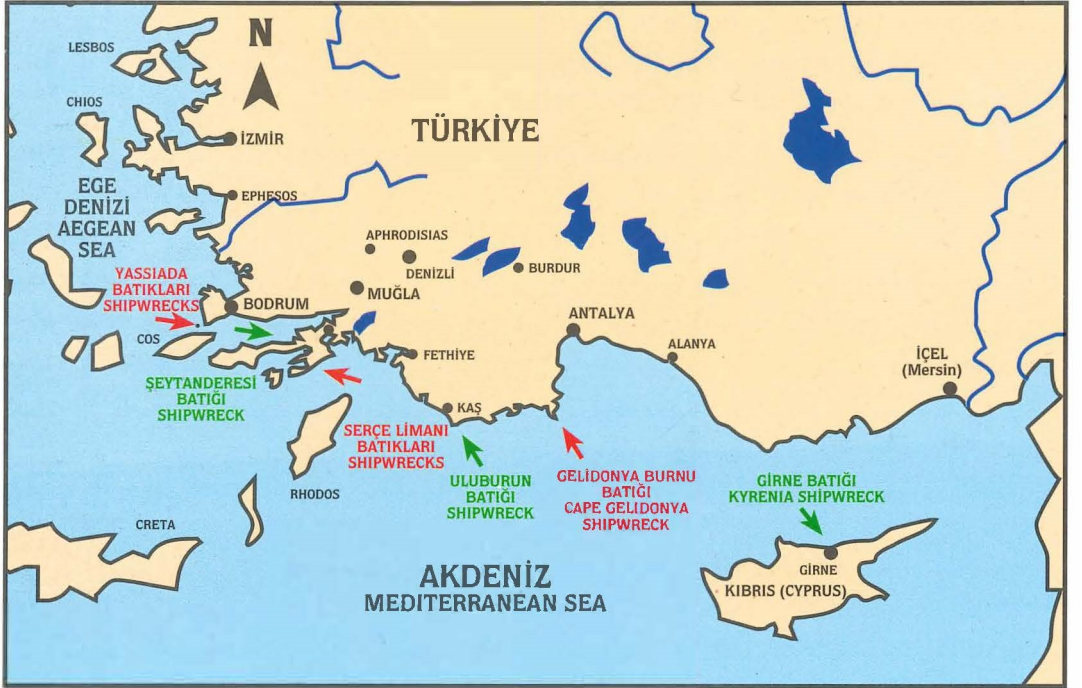 LESBOS
N
CHIOS
İZMİR
TÜRKİYE
EGE
DENİZİ
AEGEAN
SEA
EPHESOS
APHRODISIAS
DENİZLİ
BURDUR
YASSIADA
BATIKLARI
SHIPWRECKS
BODRUM
MUĞLA
COS
ANTALYA
ALANYA
FETHİYE
İÇEL
(Mersin)
ŞEYTANDERESİ
BATIĞI
SHIPWRECK
KAŞ
SERÇE LİMANI
BATIKLARI
SHIPWRECKS
RHODOS
ULUBURUN
BATIĞI
SHIPWRECK
GELİDONYA BURNU
BATIĞI
CAPE GELIDONYA
SHIPWRECK
GİRNE BATIĞI
KYRENIA SHİPWRECK
CRETA
GİRNE
KIBRIS (CYPRUS)
AKDENİZ
MEDITERRANEAN SEA